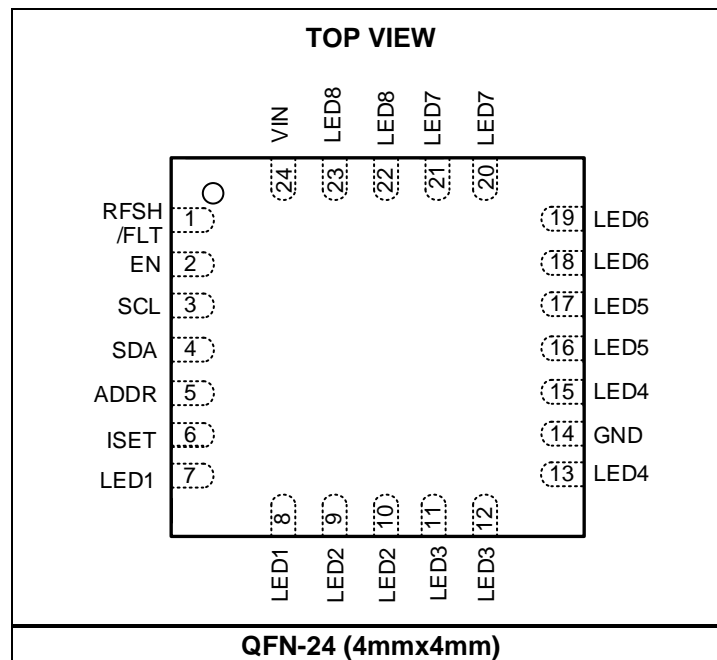 TOP VIEW
VIN
LED8
LED8
LED7
LED7
24
23
22
21
20
RFSH
/FLT
1
EN
2
SCL
3
SDA
4
ADDR
5
ISET
6
LED1
7
19 LED6
18 LED6
17 LED5
16 LED5
15 LED4
14 GND
13 LED4
8
9
10
11
12
LED1
LED2
LED2
LED3
LED3
QFN-24 (4mmx4mm)